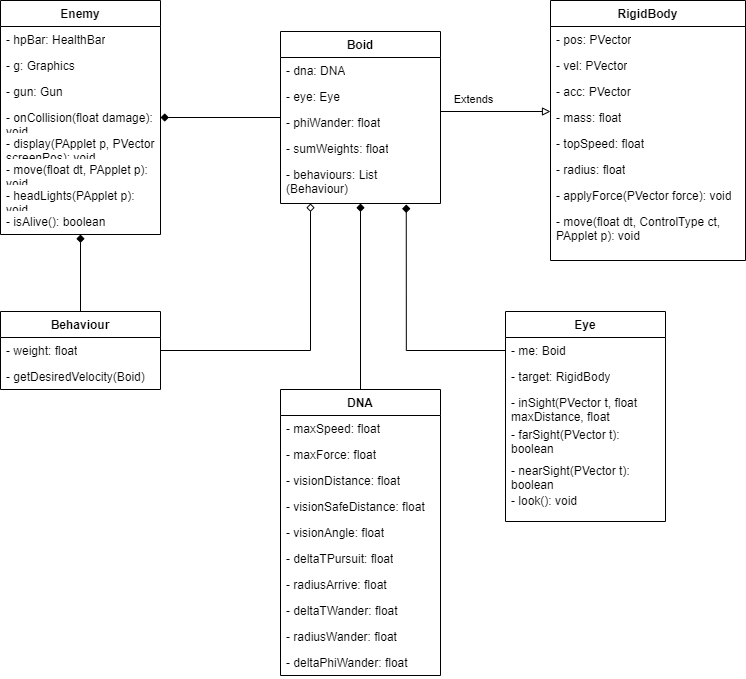 Enemy
- hpBar: HealthBar
- g: Graphics
- gun: Gun
- onCollision(float damage):
void
- display(PApplet p, PVector
screenPos): void
- move(float dt, PApplet p):
void
- headLights(PApplet p):
void
- isAlive(): boolean
Boid
- dna: DNA
- eye: Eye
- phiWander: float
- sumWeights: float
- behaviours: List
(Behaviour)
Extends
RigidBody
- pos: PVector
- vel: PVector
- acc: PVector
- mass: float
- topSpeed: float
- radius: float
- applyForce(PVector force): void
- move(float dt, ControlType ct,
PApplet p): void
Behaviour
- weight: float
- getDesiredVelocity(Boid)
DNA
- maxSpeed: float
- maxForce: float
- visionDistance: float
- visionSafeDistance: float
- visionAngle: float
- deltaTPursuit: float
- radiusArrive: float
- deltaTWander: float
- radiusWander: float
- deltaPhiWander: float
Eye
- me: Boid
- target: RigidBody
- inSight(PVector t, float
maxDistance, float
- farSight(PVector t):
boolean
- nearSight(PVector t):
boolean
- look(): void